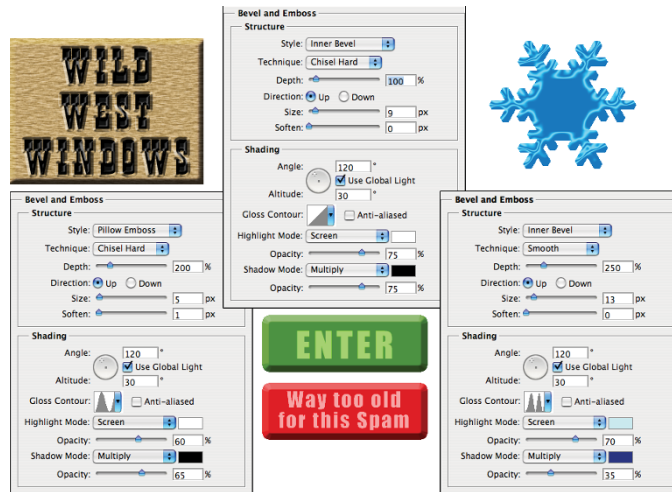 WILD
WEST
WINDOWS
Bevel and Emboss
Structure
Style: Inner Bevel
Technique: Chisel Hard
Depth: 100 %
Direction: Up Down
Size: 9 px
Soften: 0 px
Shading
Angle: 120 °
Use Global Light
Altitude: 30 °
Gloss Contour: Anti-aliased
Highlight Mode: Screen
Opacity: 75 %
Shadow Mode: Multiply
Opacity: 75 %
Bevel and Emboss
Structure
Style: Pillow Emboss
Technique: Chisel Hard
Depth: 200 %
Direction: Up Down
Size: 5 px
Soften: 1 px
Shading
Angle: 120 °
Use Global Light
Altitude: 30 °
Gloss Contour: Anti-aliased
Highlight Mode: Screen
Opacity: 60 %
Shadow Mode: Multiply
Opacity: 65 %
ENTER
Way too old
for this Spam
Bevel and Emboss
Structure
Style: Inner Bevel
Technique: Smooth
Depth: 250 %
Direction: Up Down
Size: 13 px
Soften: 0 px
Shading
Angle: 120 °
Use Global Light
Altitude: 30 °
Gloss Contour: Anti-aliased
Highlight Mode: Screen
Opacity: 70 %
Shadow Mode: Multiply
Opacity: 35 %